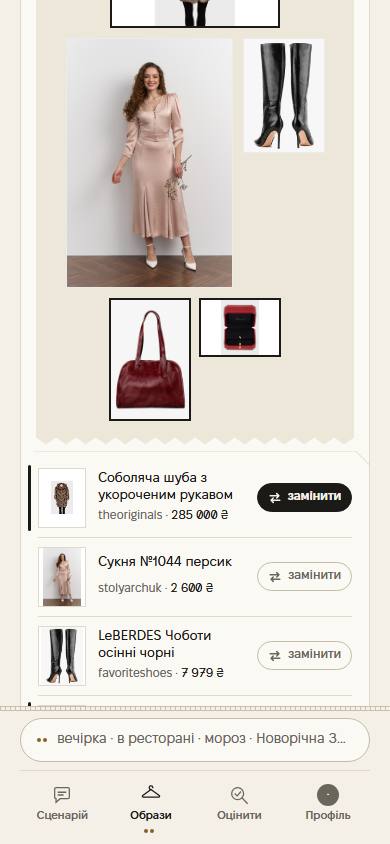 Соболяча шуба з
укороченим рукавом
theoriginals · 285 000 ₴
замінити
Сукня №1044 персик
stolyarchuk · 2 600 ₴
замінити
LeBERDES Чоботи
осінні чорні
favoriteshoes · 7 979 ₴
замінити
вечірка · в ресторані · мороз · Новорічна З...
Сценарій
Образи
Оцінити
Профіль